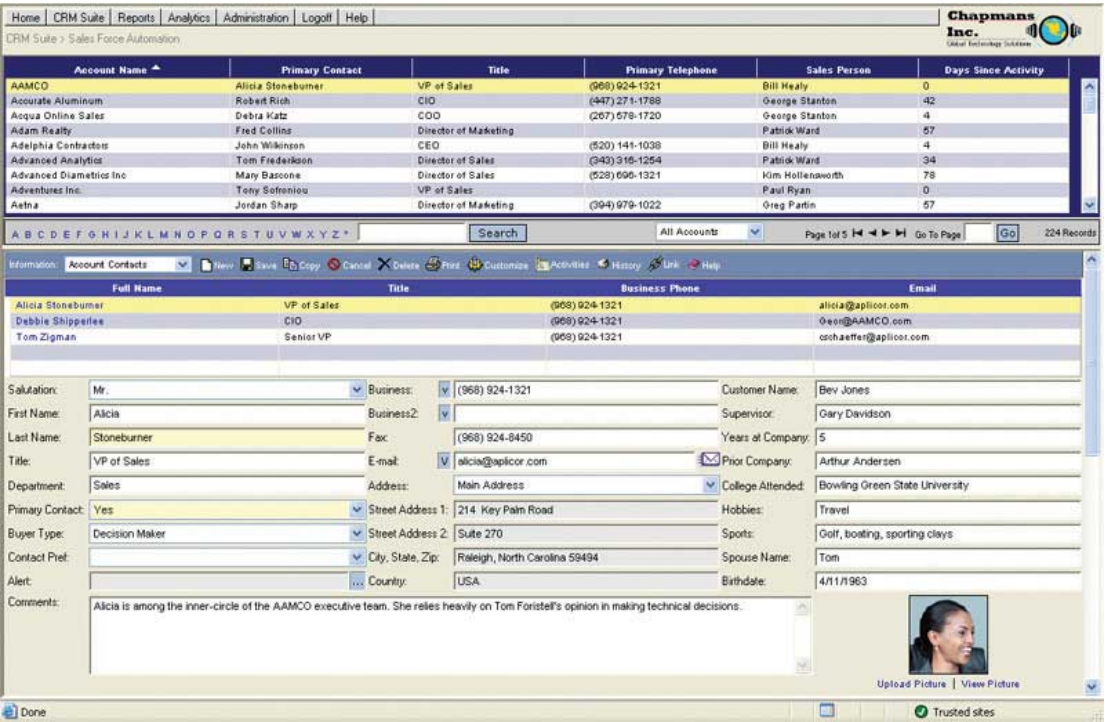 Home CRM Suite Reports Analytics Administration Logoff Help
CRM Suite > Sales Force Automation
Chapmans
Inc.
Global Technology Solutions
Account Name Primary Contact Title Primary Telephone Sales Person Days Since Activity
AAMCO Alicia Stoneburner VP of Sales (968) 924-1321 Bill Healy 0
Accurate Aluminum Robert Rich CIO (447) 271-1788 George Stanton 42
Acqua Online Sales Debra Katz COO (267) 578-1720 George Stanton 4
Adam Realty Fred Collins Director of Marketing Patrick Ward 57
Adelphia Contractors John Wilkinson CEO (520) 141-1038 Bill Healy 4
Advanced Analytics Tom Frederikson Director of Sales (343) 316-1254 Patrick Ward 34
Advanced Diametrics Inc Mary Bascone Director of Sales (528) 696-1321 Kim Hollensworth 78
Adventures Inc. Tony Sofroniou VP of Sales Paul Ryan 0
Aetna Jordan Sharp Director of Marketing (394) 979-1022 Greg Partin 57
A B C D E F G H I J K L M N O P Q R S T U V W X Y Z * Search All Accounts Page 1of 5 Go To Page Go 224 Records
Information: Account Contacts New Save Copy Cancel Delete Print Customize Activities History Link Help
Full Name Title Business Phone Email
Alicia Stoneburner VP of Sales (968) 924-1321 alicia@aplicor.com
Debbie Shipperlee CIO (968) 924-1321 Geon@AAMCO.com
Tom Zigman Senior VP (968) 924-1321 cschaeffer@aplicor.com
Salutation: Mr. Business: V (968) 924-1321 Customer Name: Bev Jones
First Name: Alicia Business2: V Supervisor: Gary Davidson
Last Name: Stoneburner Fax: (968) 924-8450 Years at Company: 5
Title: VP of Sales E-mail: V alicia@aplicor.com Prior Company: Arthur Andersen
Department: Sales Address: Main Address College Attended: Bowling Green State University
Primary Contact: Yes Street Address 1: 214 Key Palm Road Hobbies: Travel
Buyer Type: Decision Maker Street Address 2: Suite 270 Sports: Golf, boating, sporting clays
Contact Pref: City, State, Zip: Raleigh, North Carolina 59494 Spouse Name: Tom
Alert: ... Country: USA Birthdate: 4/11/1963
Comments: Alicia is among the inner-circle of the AAMCO executive team. She relies heavily on Tom Foristell's opinion in making technical decisions.
Upload Picture | View Picture
Done Trusted sites